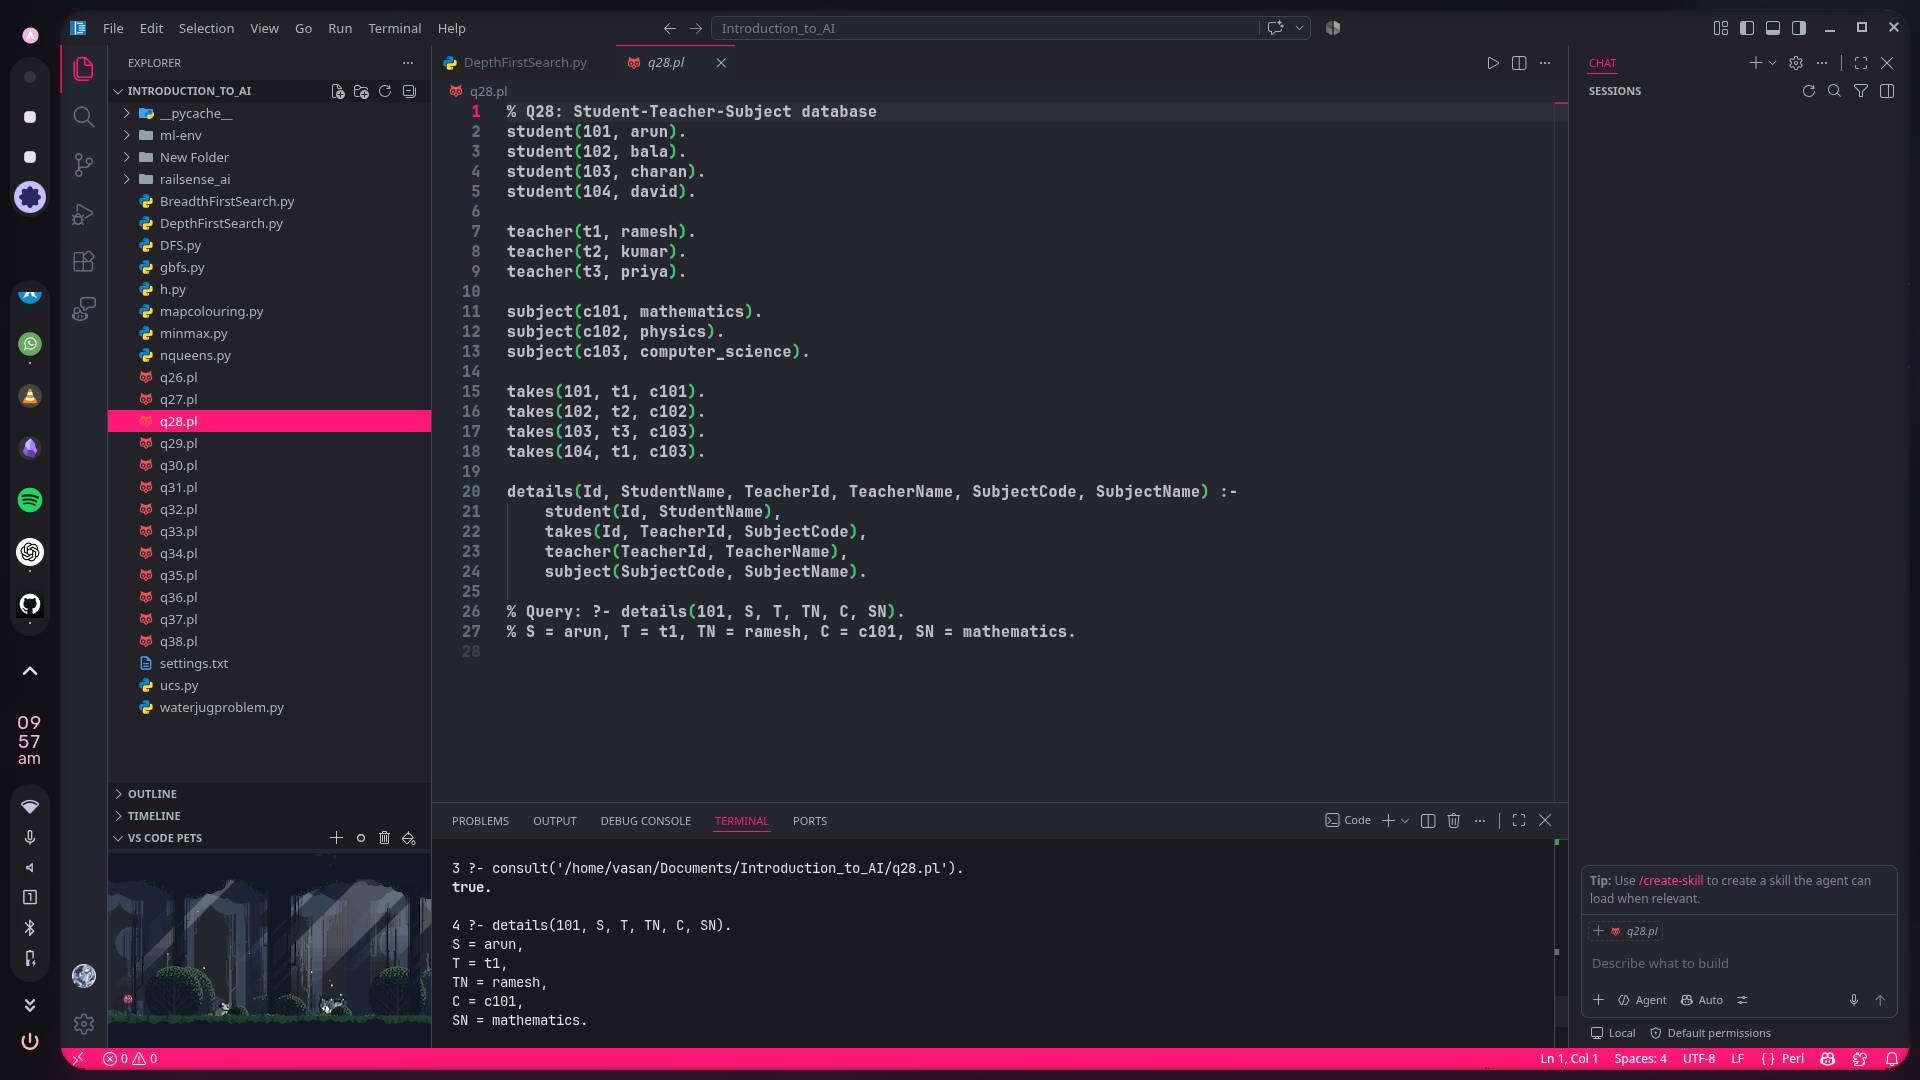 File Edit Selection View Go Run Terminal Help
Introduction_to_AI
EXPLORER
INTRODUCTION_TO_AI
__pycache__
ml-env
New Folder
railsense_ai
BreadthFirstSearch.py
DepthFirstSearch.py
DFS.py
gbfs.py
h.py
mapcolouring.py
minmax.py
nqueens.py
q26.pl
q27.pl
q28.pl
q29.pl
q30.pl
q31.pl
q32.pl
q33.pl
q34.pl
q35.pl
q36.pl
q37.pl
q38.pl
settings.txt
ucs.py
waterjugproblem.py
OUTLINE
TIMELINE
VS CODE PETS
DepthFirstSearch.py q28.pl
q28.pl
1 % Q28: Student-Teacher-Subject database
2 student(101, arun).
3 student(102, bala).
4 student(103, charan).
5 student(104, david).
6
7 teacher(t1, ramesh).
8 teacher(t2, kumar).
9 teacher(t3, priya).
10
11 subject(c101, mathematics).
12 subject(c102, physics).
13 subject(c103, computer_science).
14
15 takes(101, t1, c101).
16 takes(102, t2, c102).
17 takes(103, t3, c103).
18 takes(104, t1, c103).
19
20 details(Id, StudentName, TeacherId, TeacherName, SubjectCode, SubjectName) :-
21 student(Id, StudentName),
22 takes(Id, TeacherId, SubjectCode),
23 teacher(TeacherId, TeacherName),
24 subject(SubjectCode, SubjectName).
25
26 % Query: ?- details(101, S, T, TN, C, SN).
27 % S = arun, T = t1, TN = ramesh, C = c101, SN = mathematics.
28
PROBLEMS OUTPUT DEBUG CONSOLE TERMINAL PORTS
Code
3 ?- consult('/home/vasan/Documents/Introduction_to_AI/q28.pl').
true.
4 ?- details(101, S, T, TN, C, SN).
S = arun,
T = t1,
TN = ramesh,
C = c101,
SN = mathematics.
CHAT
SESSIONS
Tip: Use /create-skill to create a skill the agent can
load when relevant.
q28.pl
Describe what to build
Agent Auto
Local Default permissions
09
57
am
0 0
Ln 1, Col 1 Spaces: 4 UTF-8 LF { } Perl